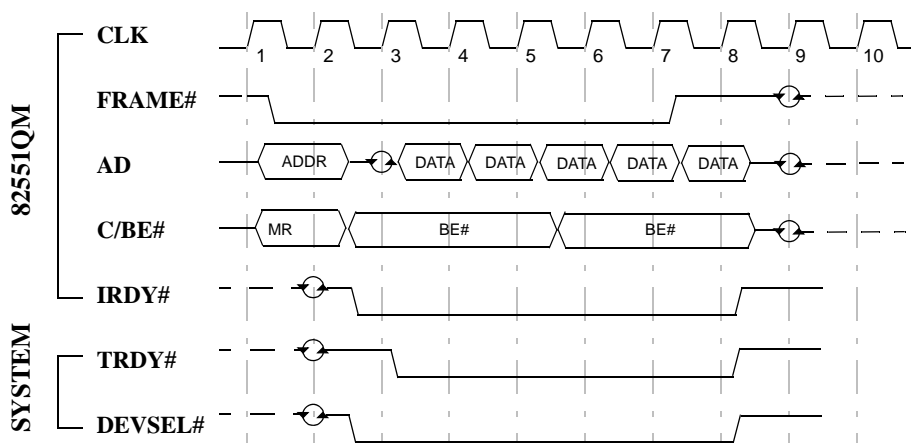 82551QM
SYSTEM
CLK
1 2 3 4 5 6 7 8 9 10
FRAME#
AD
ADDR DATA DATA DATA DATA DATA
C/BE#
MR BE# BE#
IRDY#
TRDY#
DEVSEL#